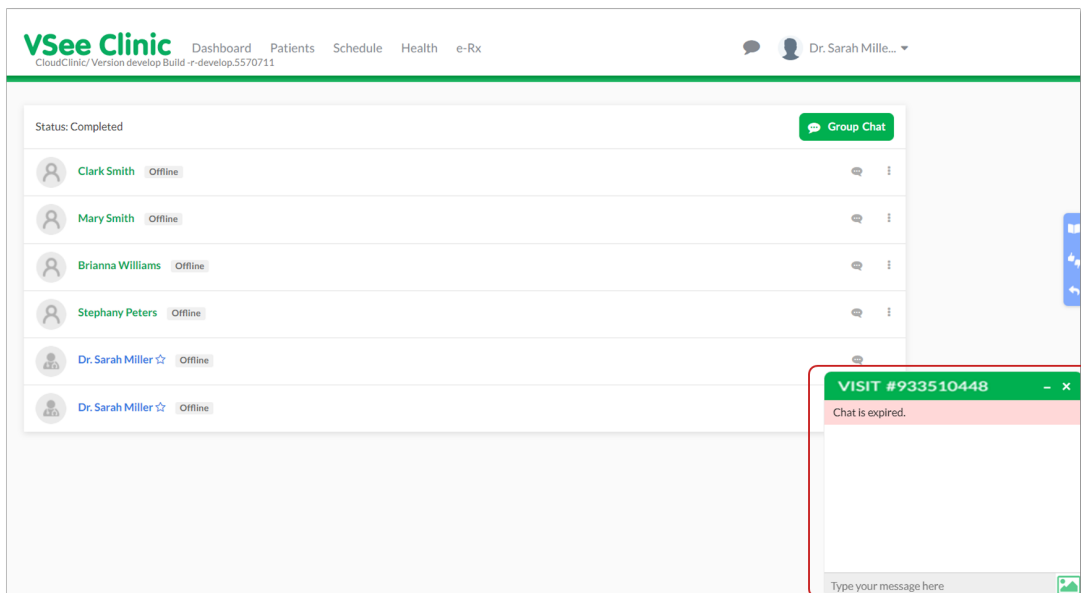 VSee Clinic Dashboard Patients Schedule Health e-Rx Dr. Sarah Mille...
CloudClinic/ Version develop Build -r-develop.5570711
Status: Completed Group Chat
Clark Smith Offline
Mary Smith Offline
Brianna Williams Offline
Stephany Peters Offline
Dr. Sarah Miller Offline
Dr. Sarah Miller Offline
VISIT #933510448
Chat is expired.
Type your message here